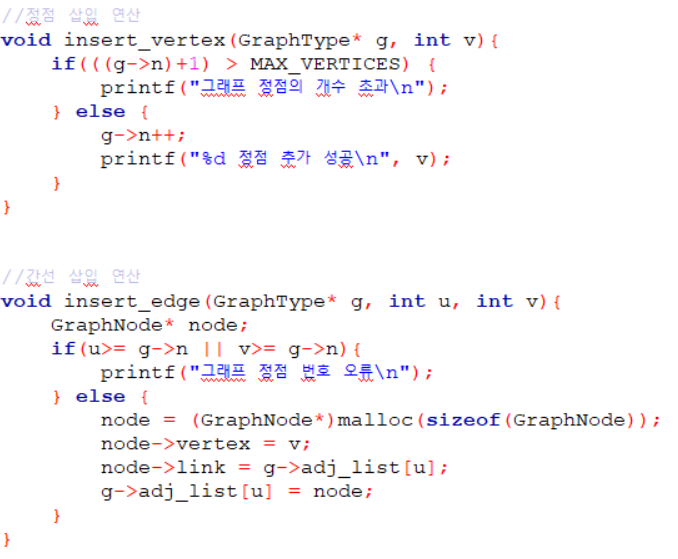 //정점 삽입 연산
void insert_vertex(GraphType* g, int v){
if(((g->n)+1) > MAX_VERTICES) {
printf("그래프 정점의 개수 초과\n");
} else {
g->n++;
printf("%d 정점 추가 성공\n", v);
}
}
//간선 삽입 연산
void insert_edge(GraphType* g, int u, int v){
GraphNode* node;
if(u>= g->n || v>= g->n){
printf("그래프 정점 번호 오류\n");
} else {
node = (GraphNode*)malloc(sizeof(GraphNode));
node->vertex = v;
node->link = g->adj_list[u];
g->adj_list[u] = node;
}
}